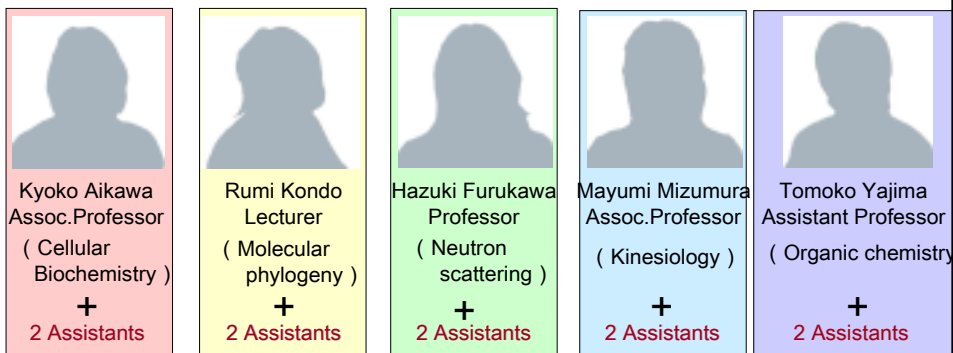 Kyoko Aikawa
Assoc.Professor
( Cellular
Biochemistry )
+
2 Assistants
Rumi Kondo
Lecturer
( Molecular
phylogeny )
+
2 Assistants
Hazuki Furukawa
Professor
( Neutron
scattering )
+
2 Assistants
Mayumi Mizumura
Assoc.Professor
( Kinesiology )
+
2 Assistants
Tomoko Yajima
Assistant Professor
( Organic chemistry
+
2 Assistants